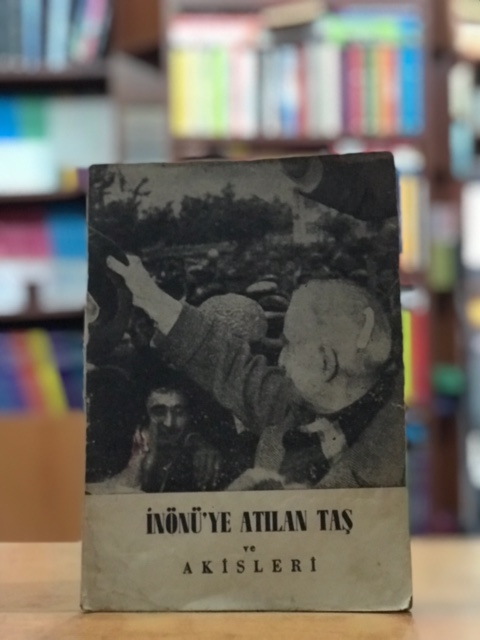 İNÖNÜ'YE ATILAN TAŞ
ve
AKİSLERİ